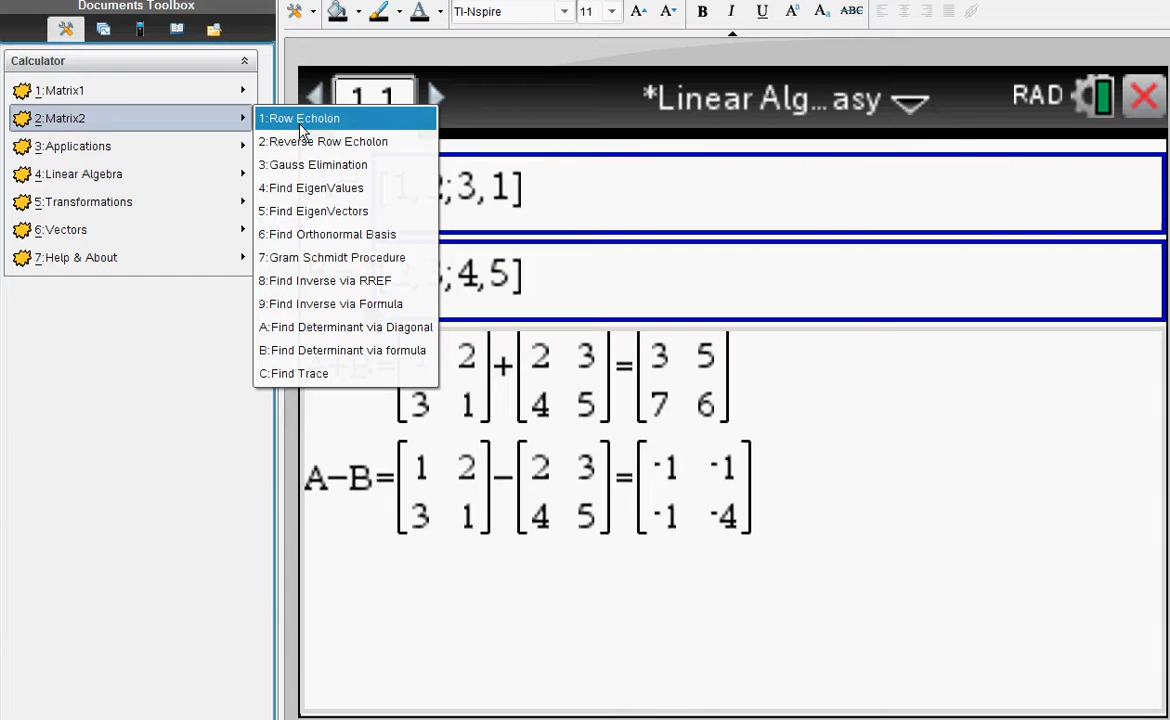 Documents Toolbox
TI-Nspire 11 A A A B I U A A ABC
Calculator
1:Matrix1
2:Matrix2
3:Applications
4:Linear Algebra
5:Transformations
6:Vectors
7:Help & About
1:Row Echolon
2:Reverse Row Echolon
3:Gauss Elimination
4:Find EigenValues
5:Find EigenVectors
6:Find Orthonormal Basis
7:Gram Schmidt Procedure
8:Find Inverse via RREF
9:Find Inverse via Formula
A:Find Determinant via Diagonal
B:Find Determinant via formula
C:Find Trace
1.1 *Linear Alg...asy RAD
[1,2;3,1]
3;4,5]
2 + 2 3 = 3 5
3 1 4 5 7 6
A−B= 1 2 − 2 3 = -1 -1
3 1 4 5 -1 -4